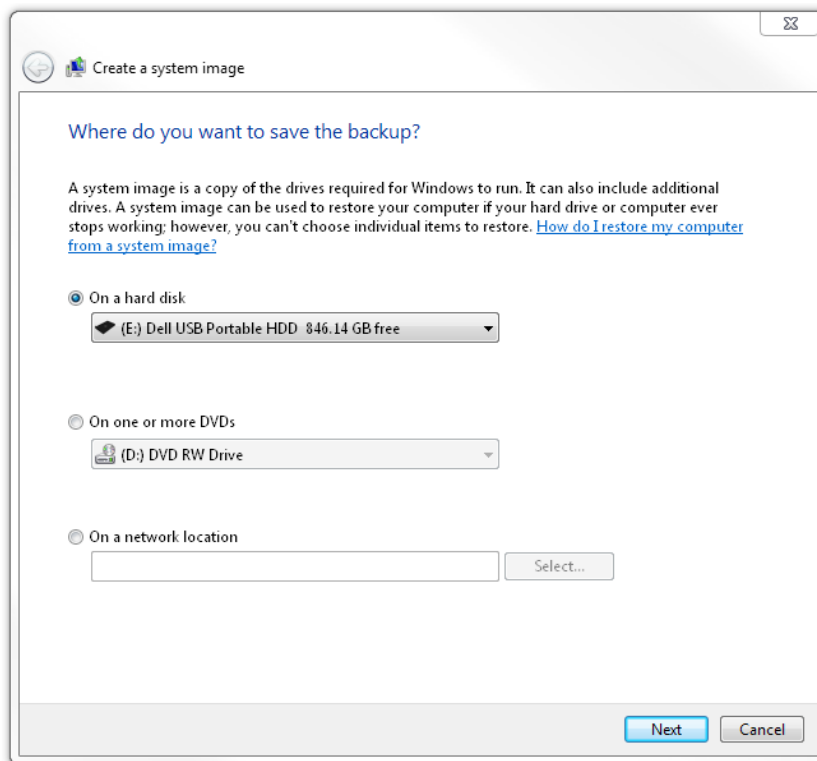 Create a system image
Where do you want to save the backup?
A system image is a copy of the drives required for Windows to run. It can also include additional
drives. A system image can be used to restore your computer if your hard drive or computer ever
stops working; however, you can't choose individual items to restore. How do I restore my computer
from a system image?
On a hard disk
(E:) Dell USB Portable HDD  846.14 GB free
On one or more DVDs
(D:) DVD RW Drive
On a network location
Select...
Next
Cancel